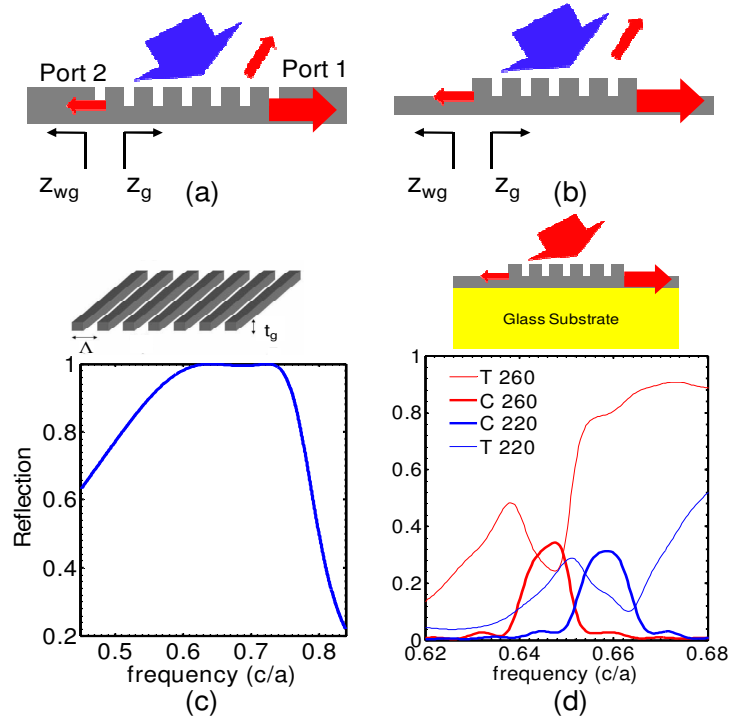 Port 2
Port 1
z_wg
z_g
(a)
z_wg
z_g
(b)
Λ
t_g
1
0.8
0.6
0.4
0.2
Reflection
0.5
0.6
0.7
0.8
frequency (c/a)
(c)
Glass Substrate
T 260
C 260
C 220
T 220
1
0.8
0.6
0.4
0.2
0
0.62
0.64
0.66
0.68
frequency (c/a)
(d)